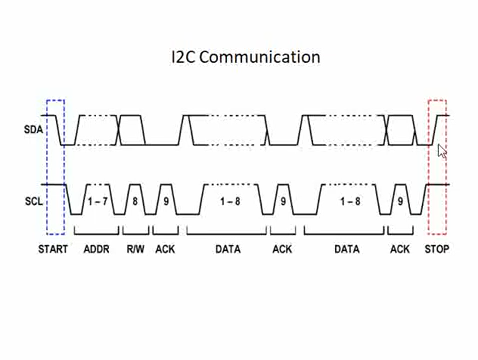 I2C Communication
SDA
SCL 1 – 7 8 9 1 – 8 9 1 – 8 9
START ADDR R/W ACK DATA ACK DATA ACK STOP